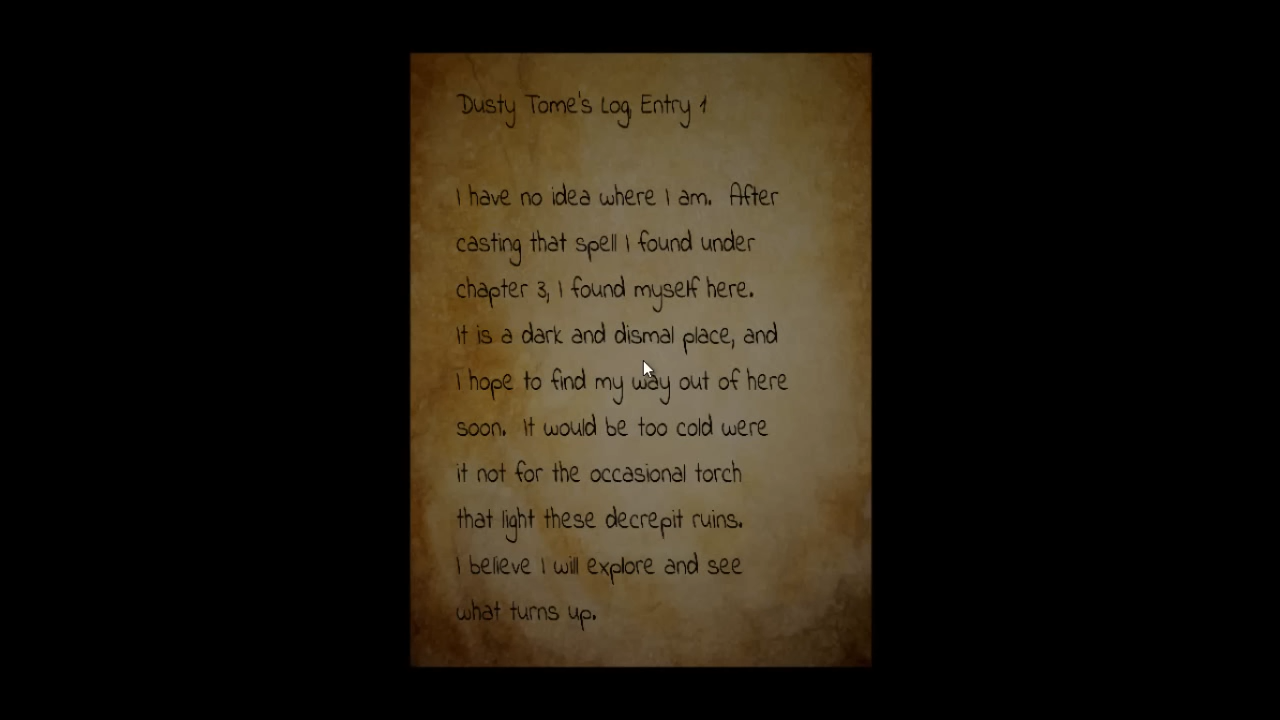 Dusty Tome's Log, Entry 1
I have no idea where I am.  After
casting that spell I found under
chapter 3, I found myself here.
It is a dark and dismal place, and
I hope to find my way out of here
soon.  It would be too cold were
it not for the occasional torch
that light these decrepit ruins.
I believe I will explore and see
what turns up.